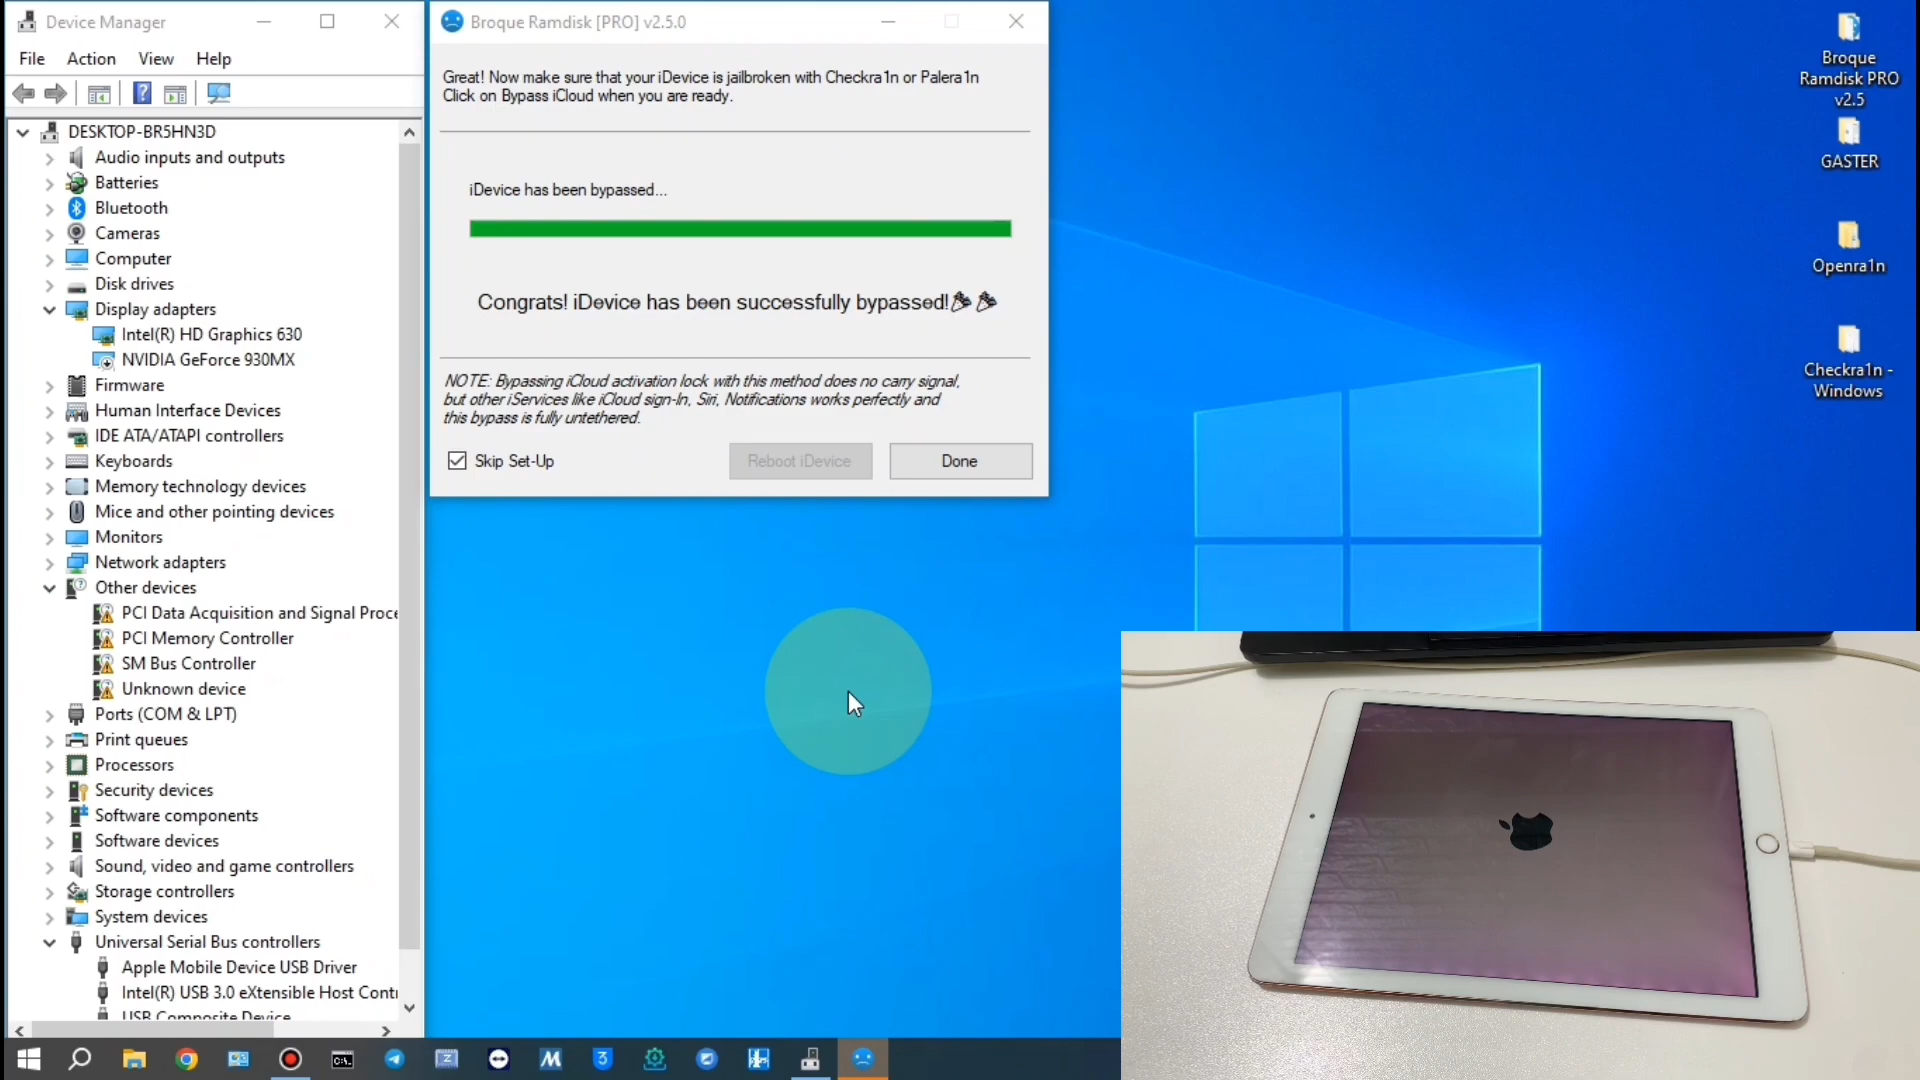 Device Manager
File Action View Help
DESKTOP-BR5HN3D
Audio inputs and outputs
Batteries
Bluetooth
Cameras
Computer
Disk drives
Display adapters
Intel(R) HD Graphics 630
NVIDIA GeForce 930MX
Firmware
Human Interface Devices
IDE ATA/ATAPI controllers
Keyboards
Memory technology devices
Mice and other pointing devices
Monitors
Network adapters
Other devices
PCI Data Acquisition and Signal Proce
PCI Memory Controller
SM Bus Controller
Unknown device
Ports (COM & LPT)
Print queues
Processors
Security devices
Software components
Software devices
Sound, video and game controllers
Storage controllers
System devices
Universal Serial Bus controllers
Apple Mobile Device USB Driver
Intel(R) USB 3.0 eXtensible Host Contr
USB Composite Device
Broque Ramdisk [PRO] v2.5.0
Great! Now make sure that your iDevice is jailbroken with Checkra1n or Palera1n
Click on Bypass iCloud when you are ready.
iDevice has been bypassed...
Congrats! iDevice has been successfully bypassed!🎉🎉
NOTE: Bypassing iCloud activation lock with this method does no carry signal,
but other iServices like iCloud sign-In, Siri, Notifications works perfectly and
this bypass is fully untethered.
Skip Set-Up
Reboot iDevice
Done
Broque
Ramdisk PRO
v2.5
GASTER
Openra1n
Checkra1n -
Windows